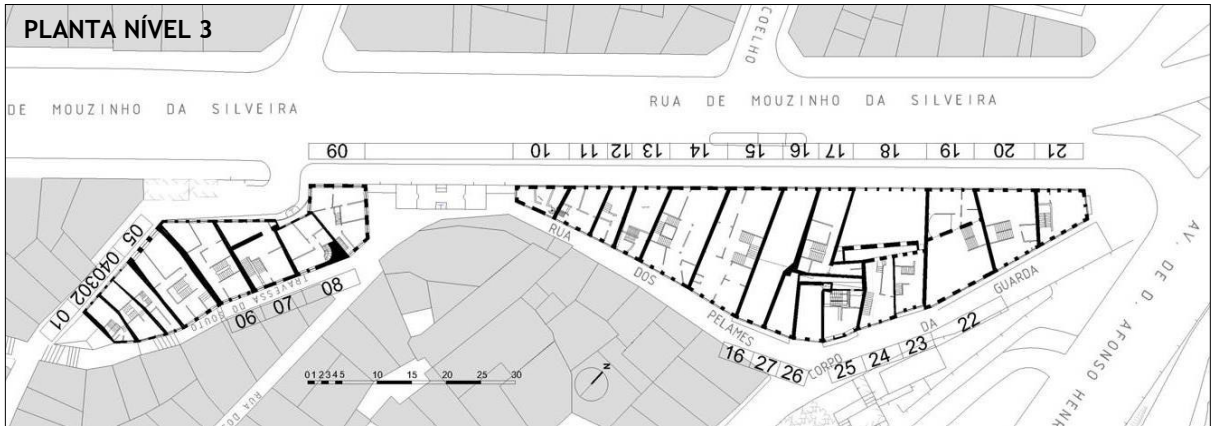 PLANTA NÍVEL 3
COELHO
DE MOUZINHO DA SILVEIRA
RUA DE MOUZINHO DA SILVEIRA
09
10
11
12
13
14
15
16
17
18
19
20
21
05
04
03
02
01
TRAVESSA DO SOUTO
06
07
08
RUA
DOS
PELAMES
16
27
26
CORPO
DA
GUARDA
25
24
23
22
AV. DE D. AFONSO HENR
RUA DOS
0 1 2 3 4 5 10 15 20 25 30
N